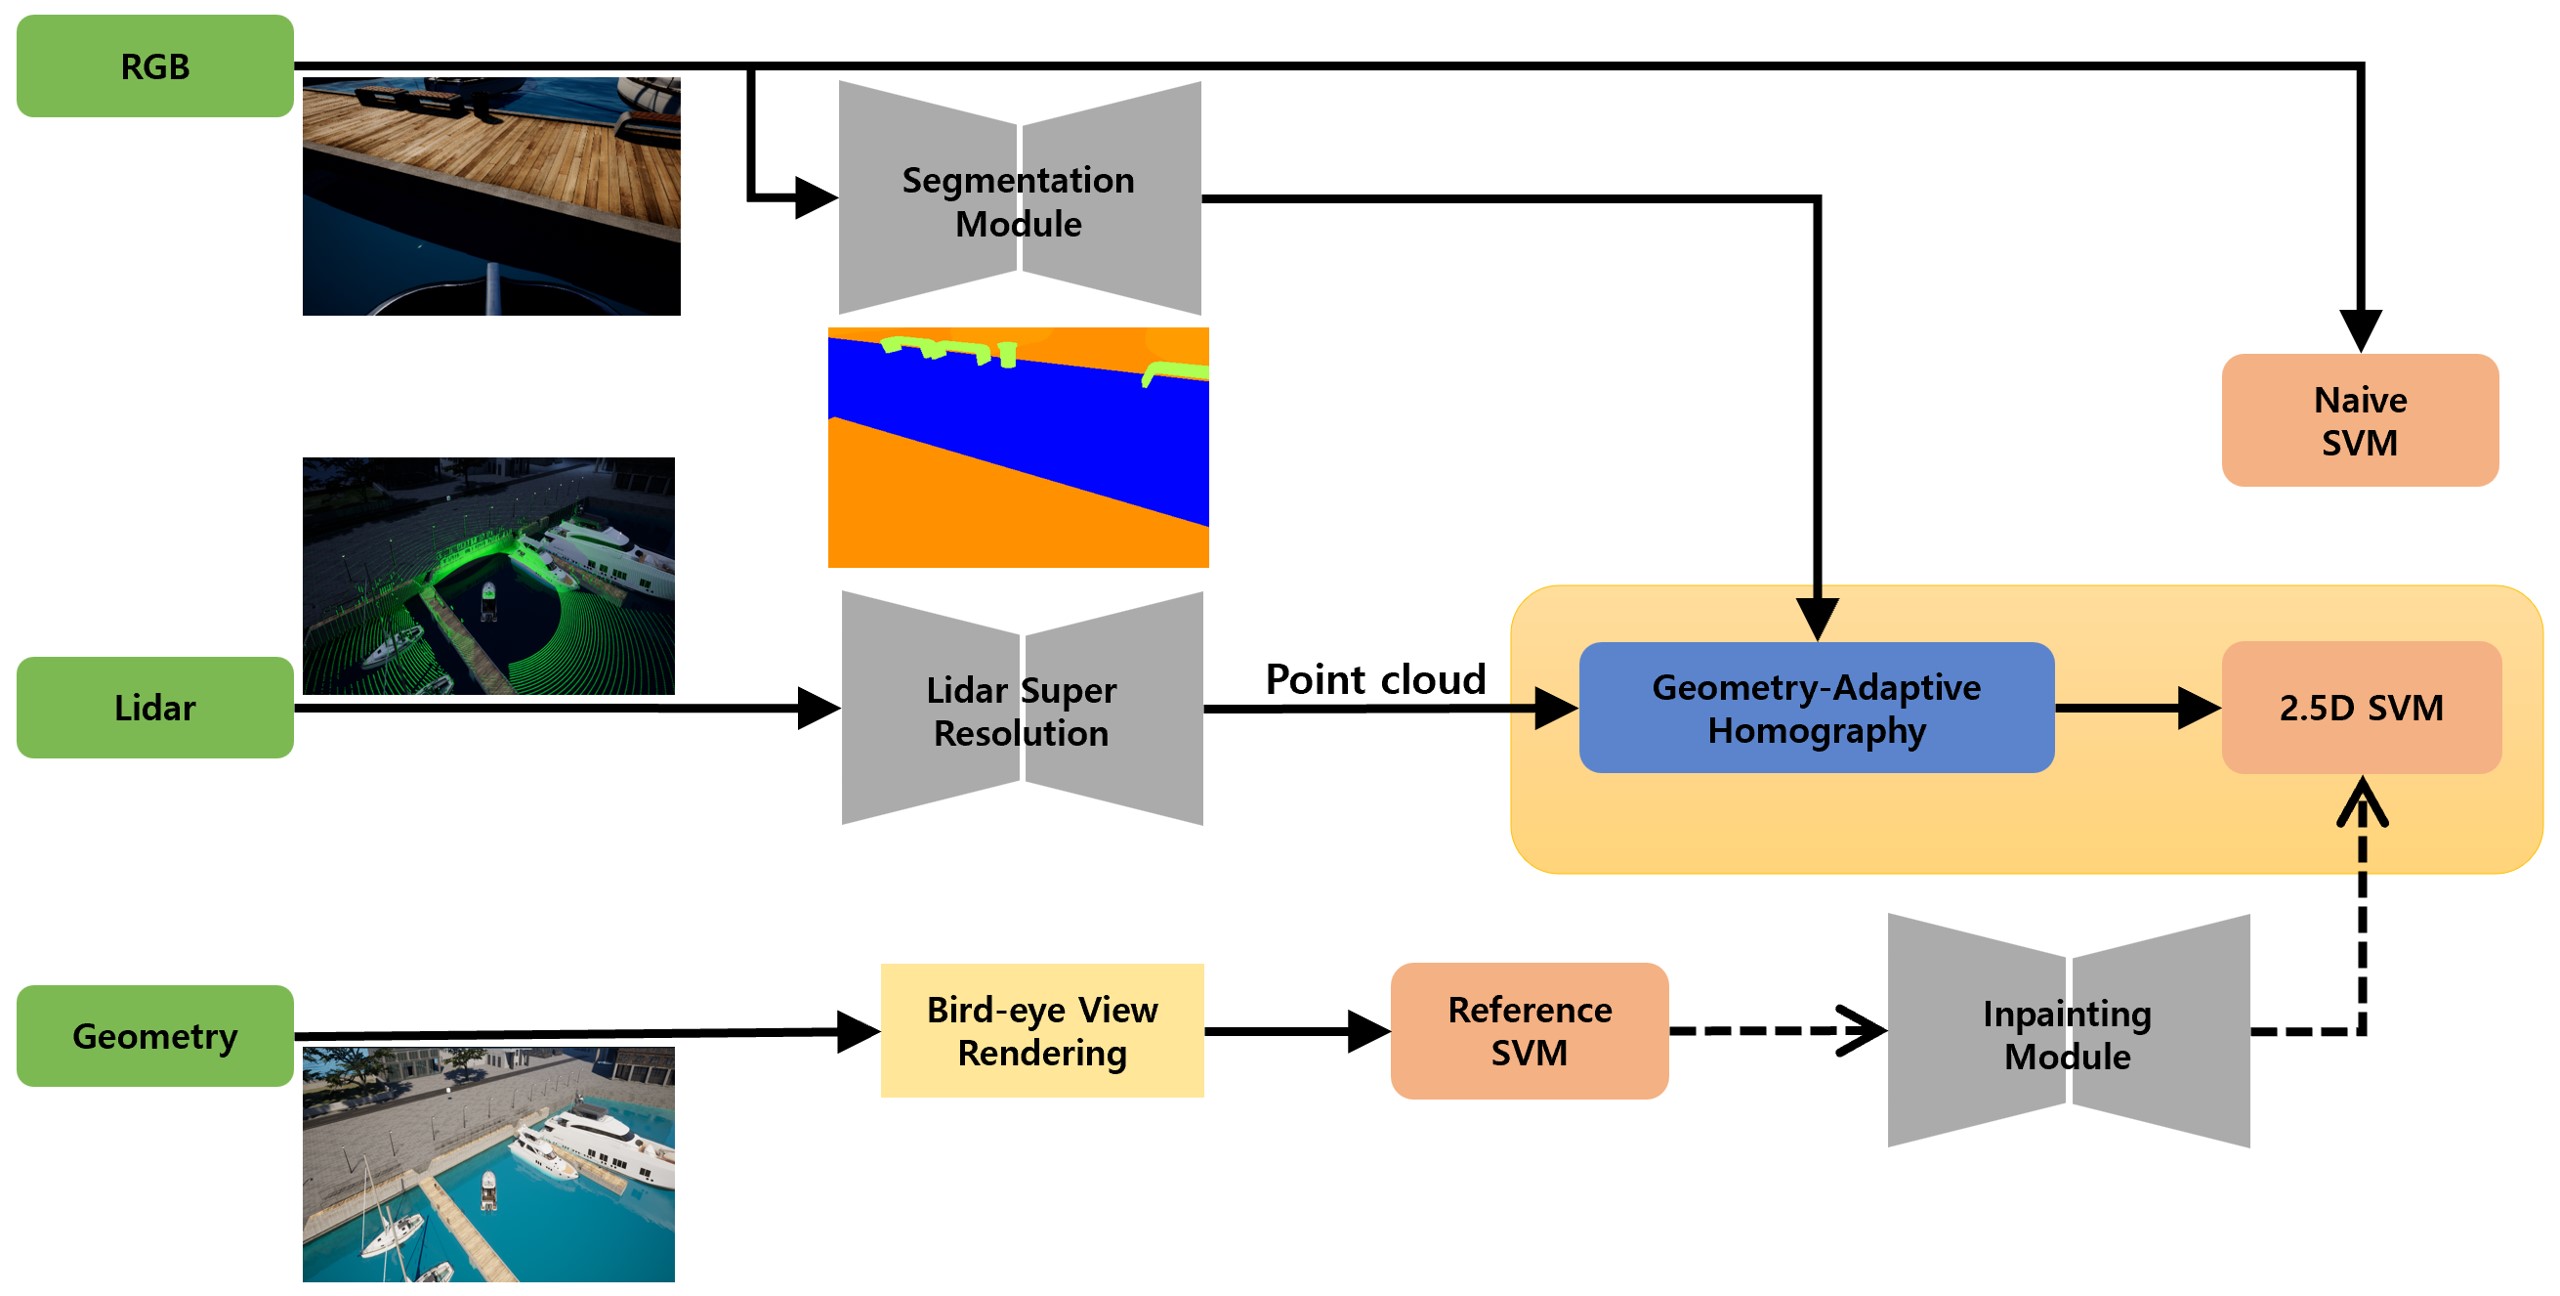 RGB
Segmentation
Module
Naive
SVM
Lidar
Lidar Super
Resolution
Point cloud
Geometry-Adaptive
Homography
2.5D SVM
Geometry
Bird-eye View
Rendering
Reference
SVM
Inpainting
Module